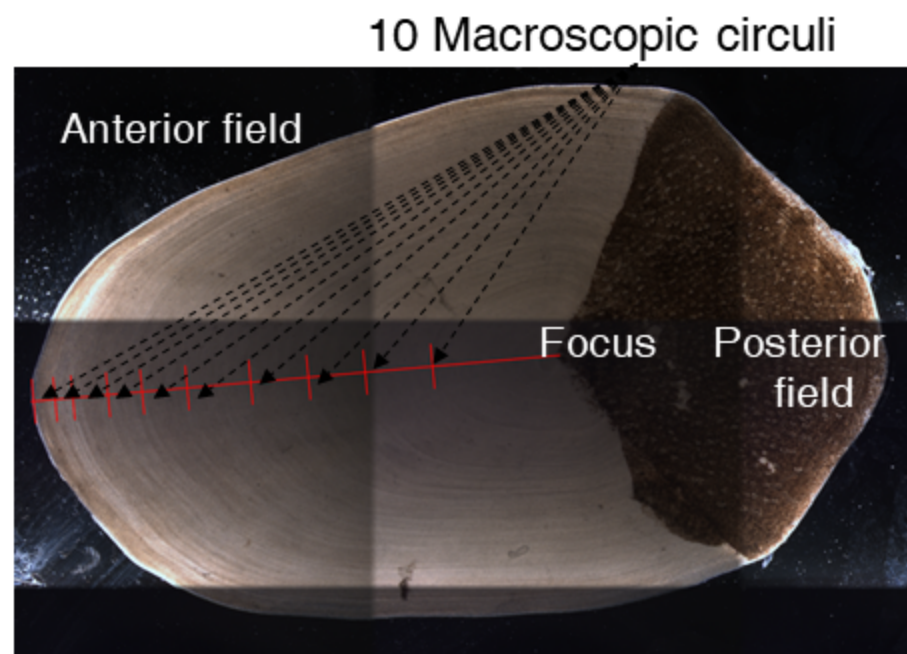 10 Macroscopic circuli
Anterior field
Focus
Posterior
field